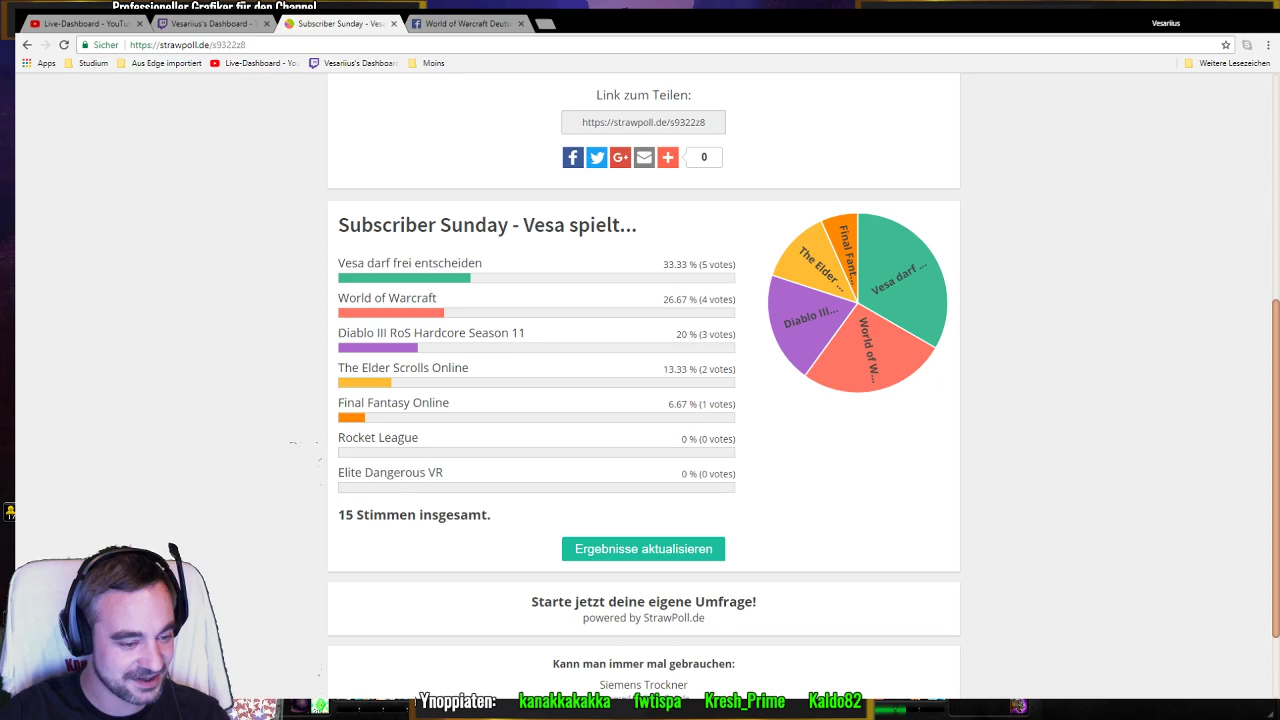 Professioneller Grafiker für den Channel
Live-Dashboard - YouTu
Vesariius's Dashboard - T
Subscriber Sunday - Vesa
World of Warcraft Deuts
Vesariius
Sicher
https://strawpoll.de/s9322z8
Apps
Studium
Aus Edge importiert
Live-Dashboard - You
Vesariius's Dashboard
Moins
Weitere Lesezeichen
Link zum Teilen:
https://strawpoll.de/s9322z8
0
Subscriber Sunday - Vesa spielt...
Vesa darf frei entscheiden
33.33 % (5 votes)
World of Warcraft
26.67 % (4 votes)
Diablo III RoS Hardcore Season 11
20 % (3 votes)
The Elder Scrolls Online
13.33 % (2 votes)
Final Fantasy Online
6.67 % (1 votes)
Rocket League
0 % (0 votes)
Elite Dangerous VR
0 % (0 votes)
Vesa darf ...
World of W...
Diablo III...
The Elder ...
Final Fant...
15 Stimmen insgesamt.
Ergebnisse aktualisieren
Starte jetzt deine eigene Umfrage!
powered by StrawPoll.de
Kann man immer mal gebrauchen:
Siemens Trockner
Ynoppiaten: kanakkakakka fwtispa Kresh_Prime Kaldo82